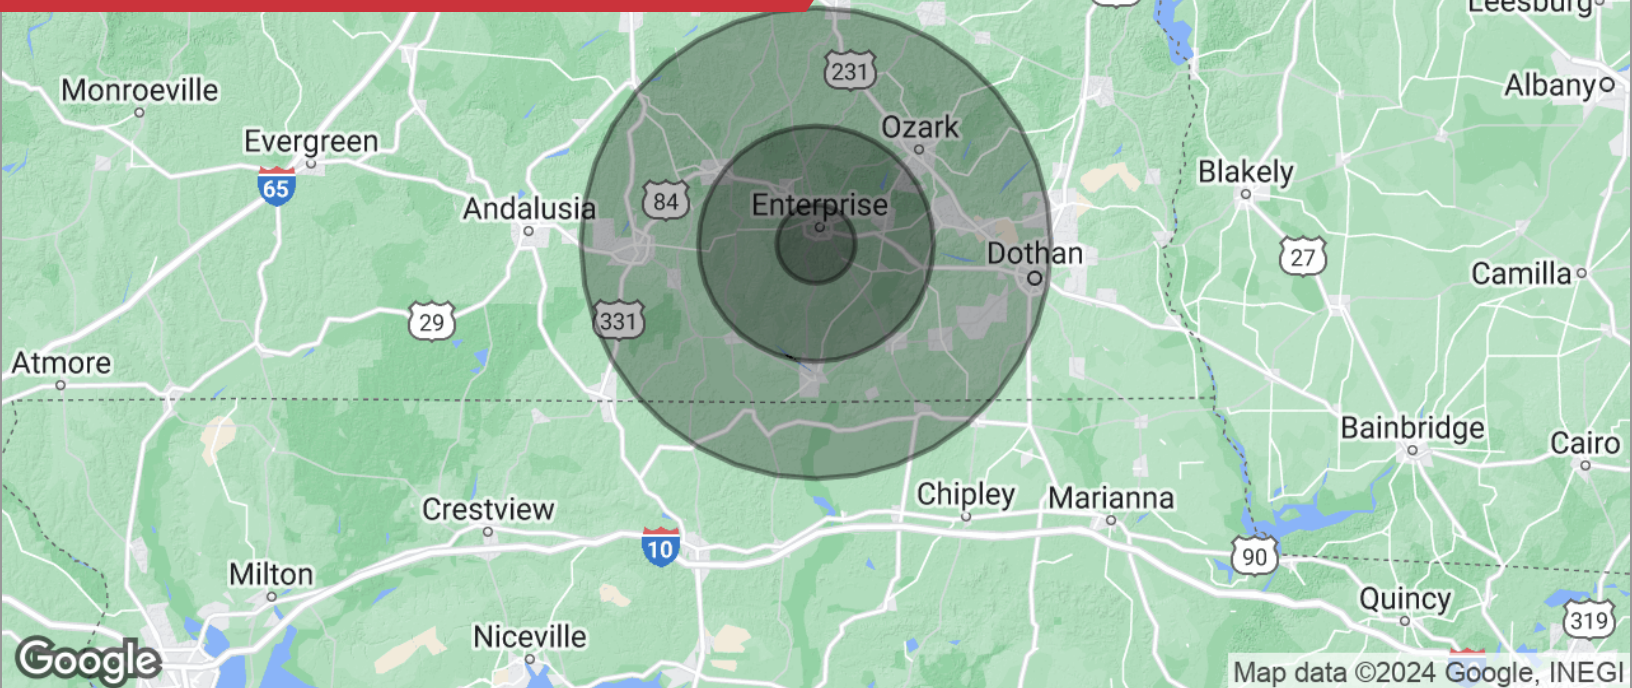 Leesburg
231
Monroeville
Albany
Ozark
Evergreen
Blakely
65
84
Enterprise
Andalusia
Dothan
27
Camilla
29
331
Atmore
Bainbridge
Cairo
Chipley
Marianna
Crestview
10
90
Milton
Quincy
319
Niceville
Google
Map data ©2024 Google, INEGI